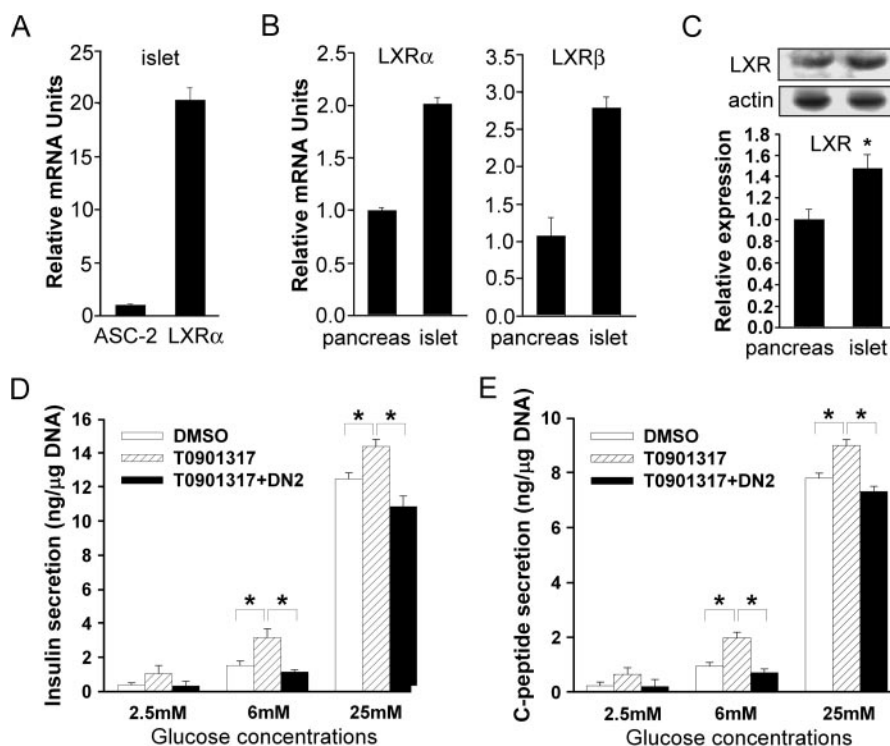 A
islet
Relative mRNA Units
25
20
15
10
5
0
ASC-2 LXRα
B
LXRα
Relative mRNA Units
2.5
2.0
1.5
1.0
0.5
0.0
pancreas islet
LXRβ
3.5
3.0
2.5
2.0
1.5
1.0
0.5
0.0
pancreas islet
C
LXR
actin
LXR *
Relative expression
1.8
1.6
1.4
1.2
1.0
0.8
0.6
0.4
0.2
0.0
pancreas islet
D
Insulin secretion (ng/μg DNA)
16
14
12
10
8
6
4
2
0
DMSO
T0901317
T0901317+DN2
* *
* *
2.5mM 6mM 25mM
Glucose concentrations
E
C-peptide secretion (ng/μg DNA)
10
8
6
4
2
0
DMSO
T0901317
T0901317+DN2
* *
* *
2.5mM 6mM 25mM
Glucose concentrations